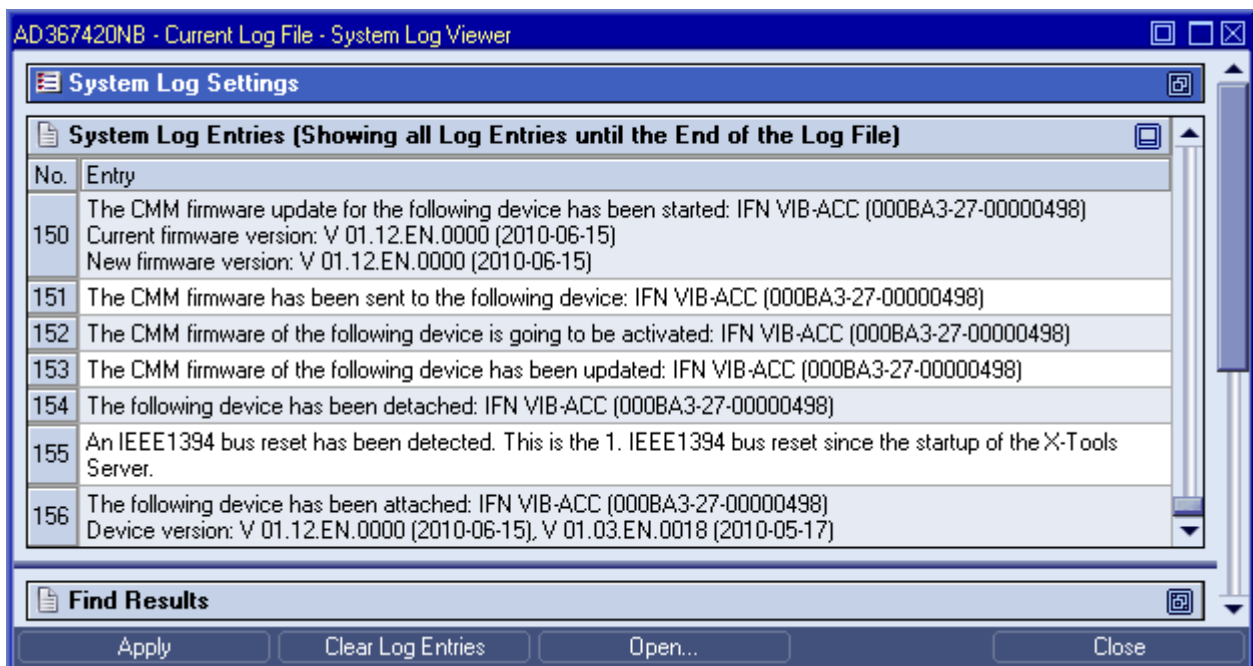 AD367420NB - Current Log File - System Log Viewer
System Log Settings
System Log Entries (Showing all Log Entries until the End of the Log File)
No. Entry
150 The CMM firmware update for the following device has been started: IFN VIB-ACC (000BA3-27-00000498)
Current firmware version: V 01.12.EN.0000 (2010-06-15)
New firmware version: V 01.12.EN.0000 (2010-06-15)
151 The CMM firmware has been sent to the following device: IFN VIB-ACC (000BA3-27-00000498)
152 The CMM firmware of the following device is going to be activated: IFN VIB-ACC (000BA3-27-00000498)
153 The CMM firmware of the following device has been updated: IFN VIB-ACC (000BA3-27-00000498)
154 The following device has been detached: IFN VIB-ACC (000BA3-27-00000498)
155 An IEEE1394 bus reset has been detected. This is the 1. IEEE1394 bus reset since the startup of the X-Tools
Server.
156 The following device has been attached: IFN VIB-ACC (000BA3-27-00000498)
Device version: V 01.12.EN.0000 (2010-06-15), V 01.03.EN.0018 (2010-05-17)
Find Results
Apply Clear Log Entries Open... Close